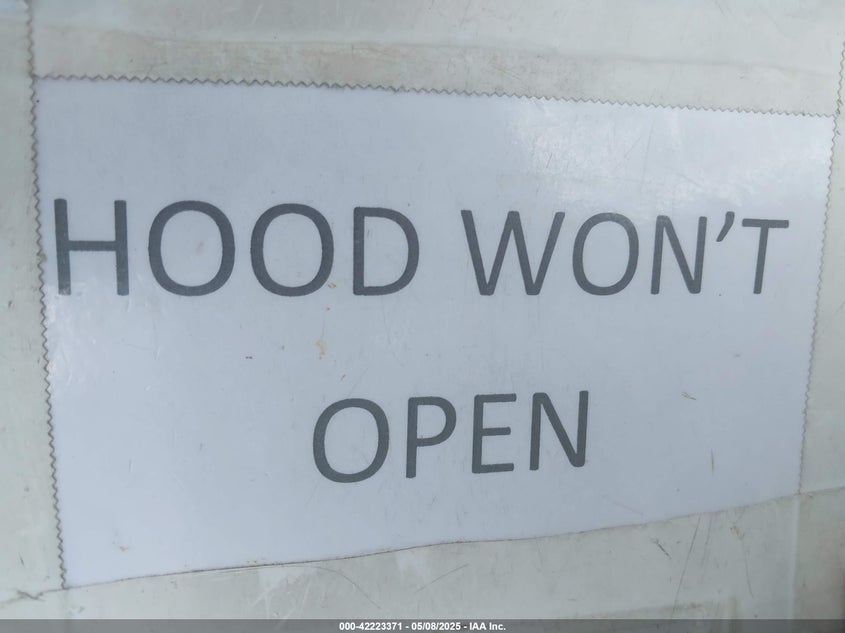 HOOD WON’T
OPEN
000-42223371 - 05/08/2025 - IAA Inc.